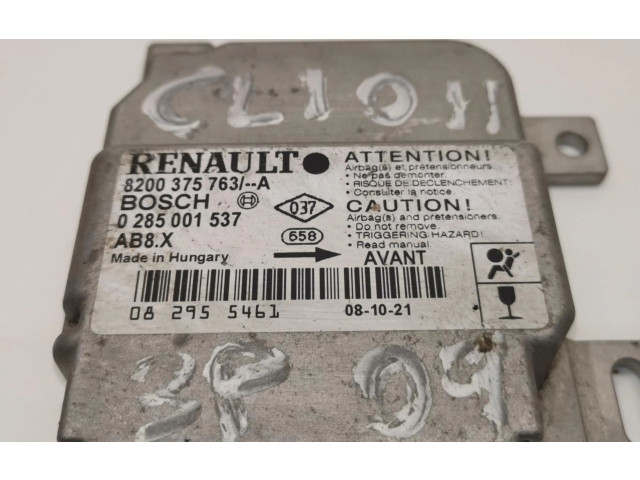 CLIO II
RENAULT
8200 375 763/--A
BOSCH
0 285 001 537
AB8.X
Made in Hungary
037
658
ATTENTION!
Airbag(s) et prétensionneurs.
• Ne pas démonter.
• RISQUE DE DECLENCHEMENT!
• Consulter la notice.
CAUTION!
Airbag(s) and pretensioners.
• Do not remove.
• TRIGGERING HAZARD!
• Read manual.
AVANT
08 295 5461
08-10-21
2P 09